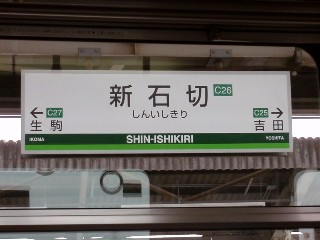 新石切 C26
しんいしきり
← C27 C25 →
生駒 吉田
IKOMA SHIN-ISHIKIRI YOSHITA